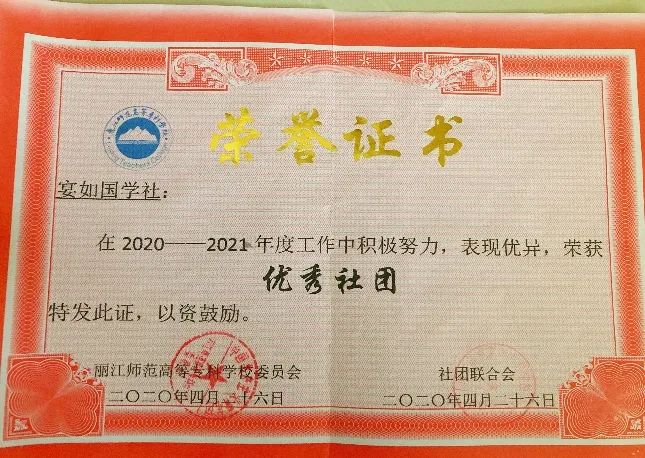 荣誉证书
宴如国学社：
在 2020——2021 年度工作中积极努力，表现优异，荣获
优秀社团
特发此证，以资鼓励。
丽江师范高等专科学校委员会 社团联合会
二〇二〇年四月二十六日 二〇二〇年四月二十六日